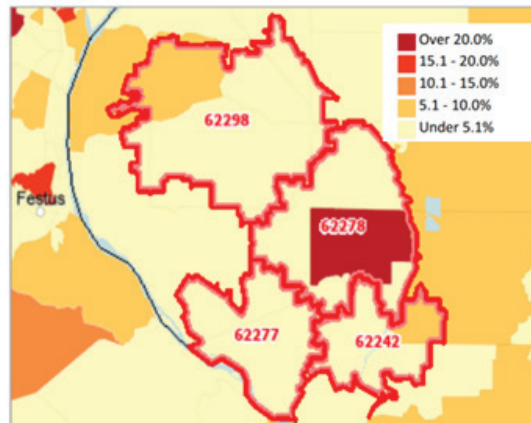 Over 20.0%
15.1 - 20.0%
10.1 - 15.0%
5.1 - 10.0%
Under 5.1%
62298
Festus
62278
62277
62242